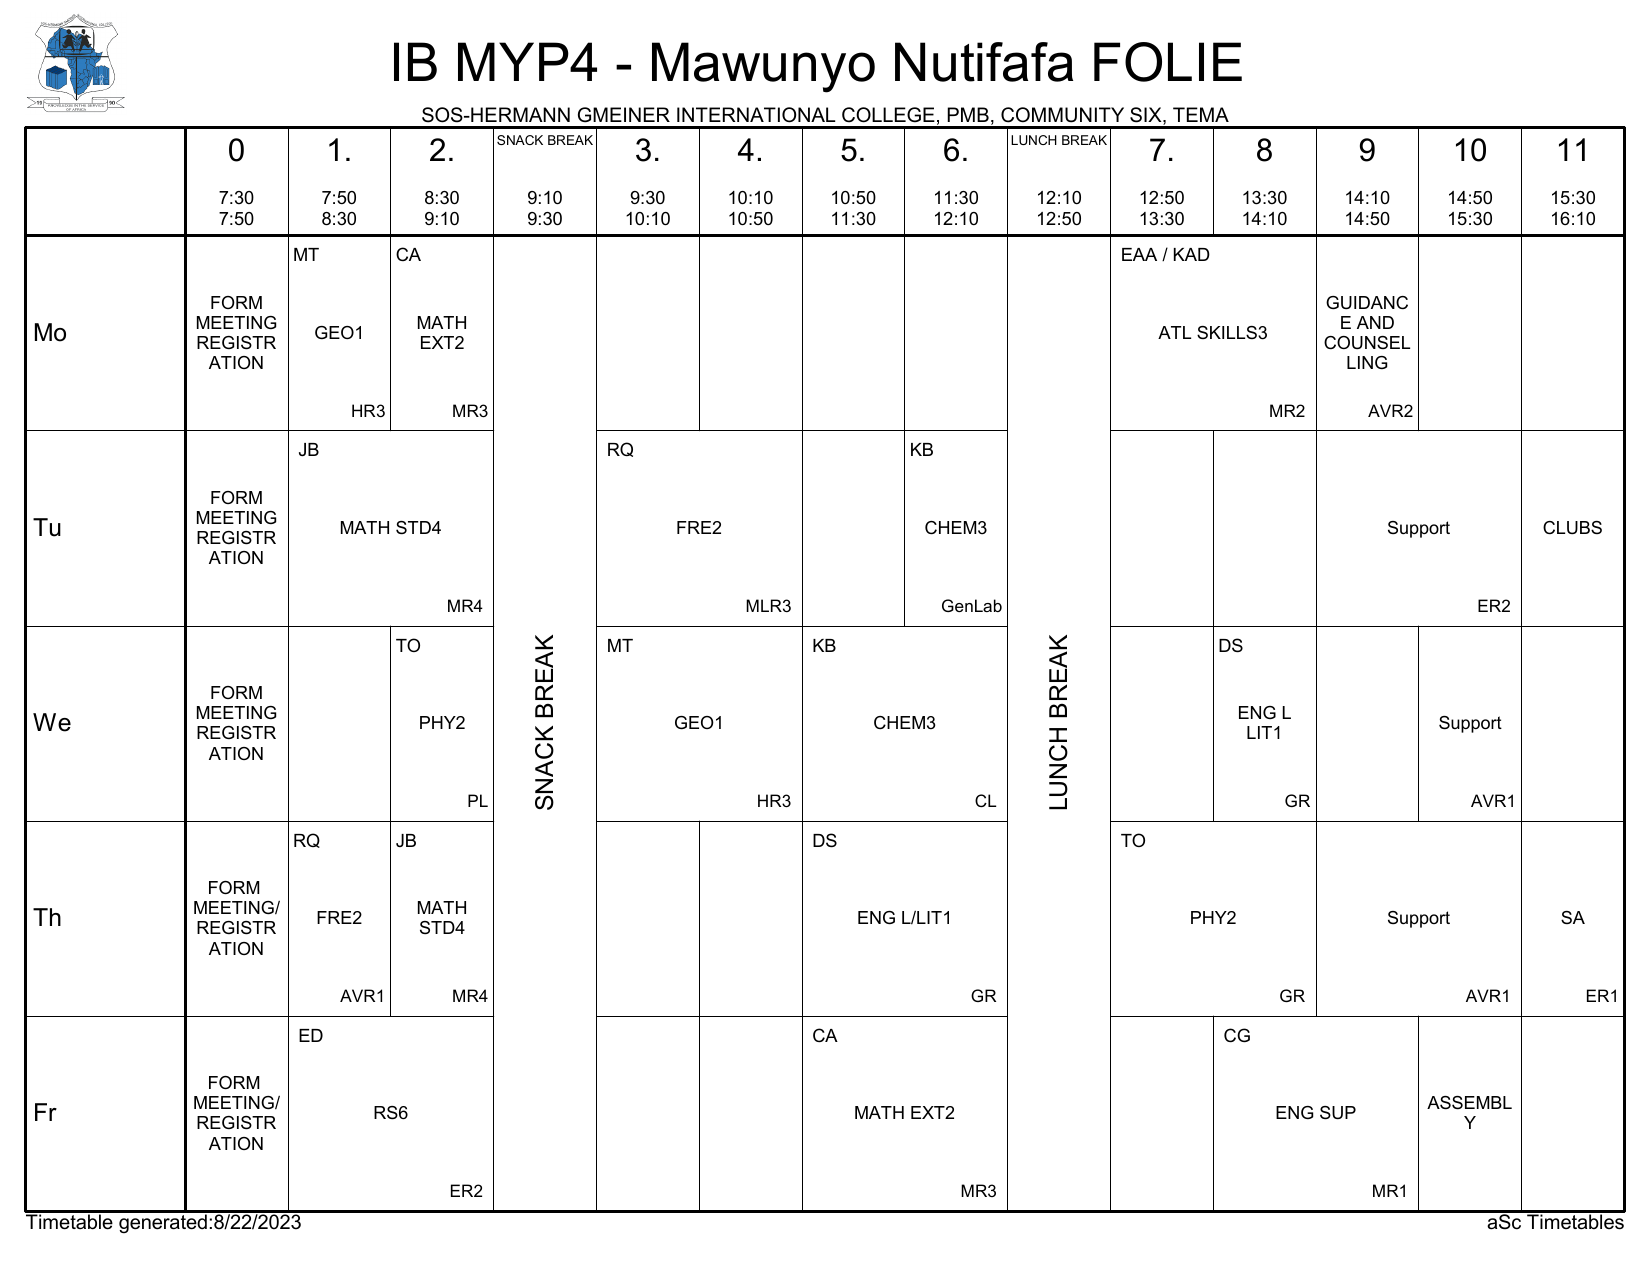 IB MYP4 - Mawunyo Nutifafa FOLIE
SOS-HERMANN GMEINER INTERNATIONAL COLLEGE, PMB, COMMUNITY SIX, TEMA
0
7:30
7:50
1.
7:50
8:30
2.
8:30
9:10
SNACK BREAK
9:10
9:30
3.
9:30
10:10
4.
10:10
10:50
5.
10:50
11:30
6.
11:30
12:10
LUNCH BREAK
12:10
12:50
7.
12:50
13:30
8
13:30
14:10
9
14:10
14:50
10
14:50
15:30
11
15:30
16:10
Mo
FORM
MEETING
REGISTR
ATION
MT
GEO1
HR3
CA
MATH
EXT2
MR3
EAA / KAD
ATL SKILLS3
MR2
GUIDANC
E AND
COUNSEL
LING
AVR2
Tu
FORM
MEETING
REGISTR
ATION
JB
MATH STD4
MR4
RQ
FRE2
MLR3
KB
CHEM3
GenLab
Support
ER2
CLUBS
We
FORM
MEETING
REGISTR
ATION
TO
PHY2
PL
SNACK BREAK
MT
GEO1
HR3
KB
CHEM3
CL
LUNCH BREAK
DS
ENG L
LIT1
GR
Support
AVR1
Th
FORM
MEETING/
REGISTR
ATION
RQ
FRE2
AVR1
JB
MATH
STD4
MR4
DS
ENG L/LIT1
GR
TO
PHY2
GR
Support
AVR1
SA
ER1
Fr
FORM
MEETING/
REGISTR
ATION
ED
RS6
ER2
CA
MATH EXT2
MR3
CG
ENG SUP
MR1
ASSEMBL
Y
Timetable generated:8/22/2023
aSc Timetables